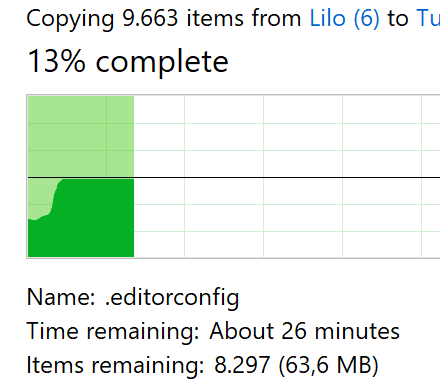 Copying 9.663 items from Lilo (6) to Tu
13% complete
Name: .editorconfig
Time remaining: About 26 minutes
Items remaining: 8.297 (63,6 MB)